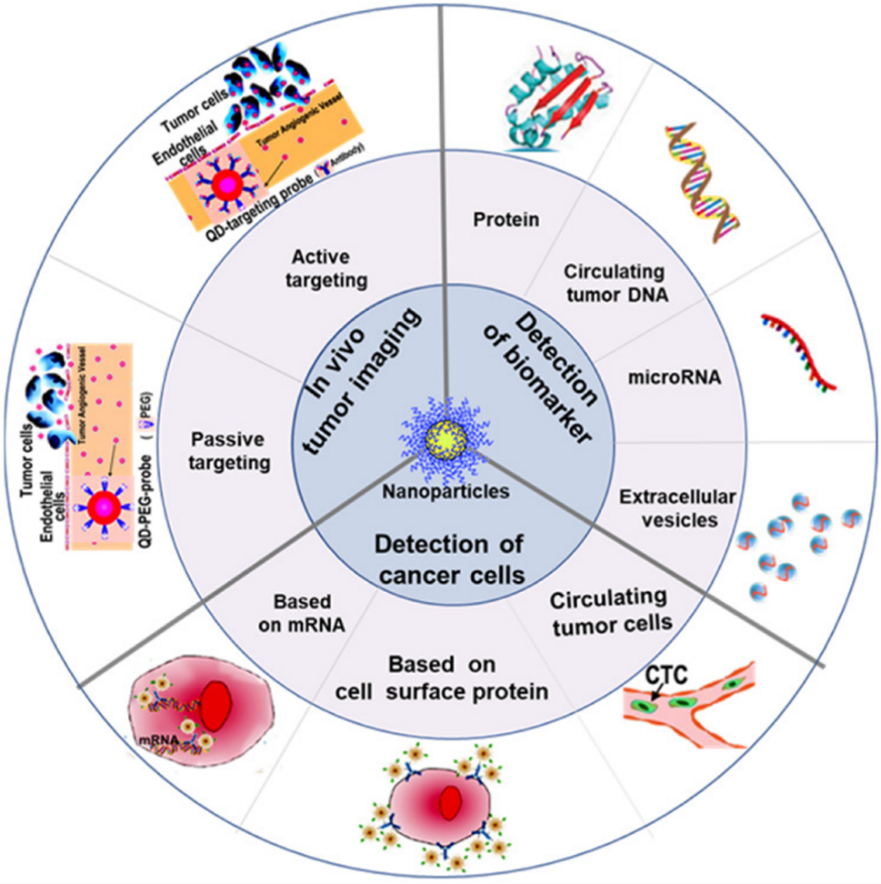 Tumor cells
Endothelial
cells
Tumor Angiogenic Vessel
QD-targeting probe (
Antibody)
Protein
Circulating
tumor DNA
microRNA
Extracellular
vesicles
Active
targeting
Passive
targeting
In vivo
tumor imaging
Detection
of biomarker
Nanoparticles
Detection of
cancer cells
Tumor cells
Endothelial
cells
Tumor Angiogenic Vessel
QD-PEG-probe (
PEG)
Based
on mRNA
Based on
cell surface protein
Circulating
tumor cells
mRNA
CTC